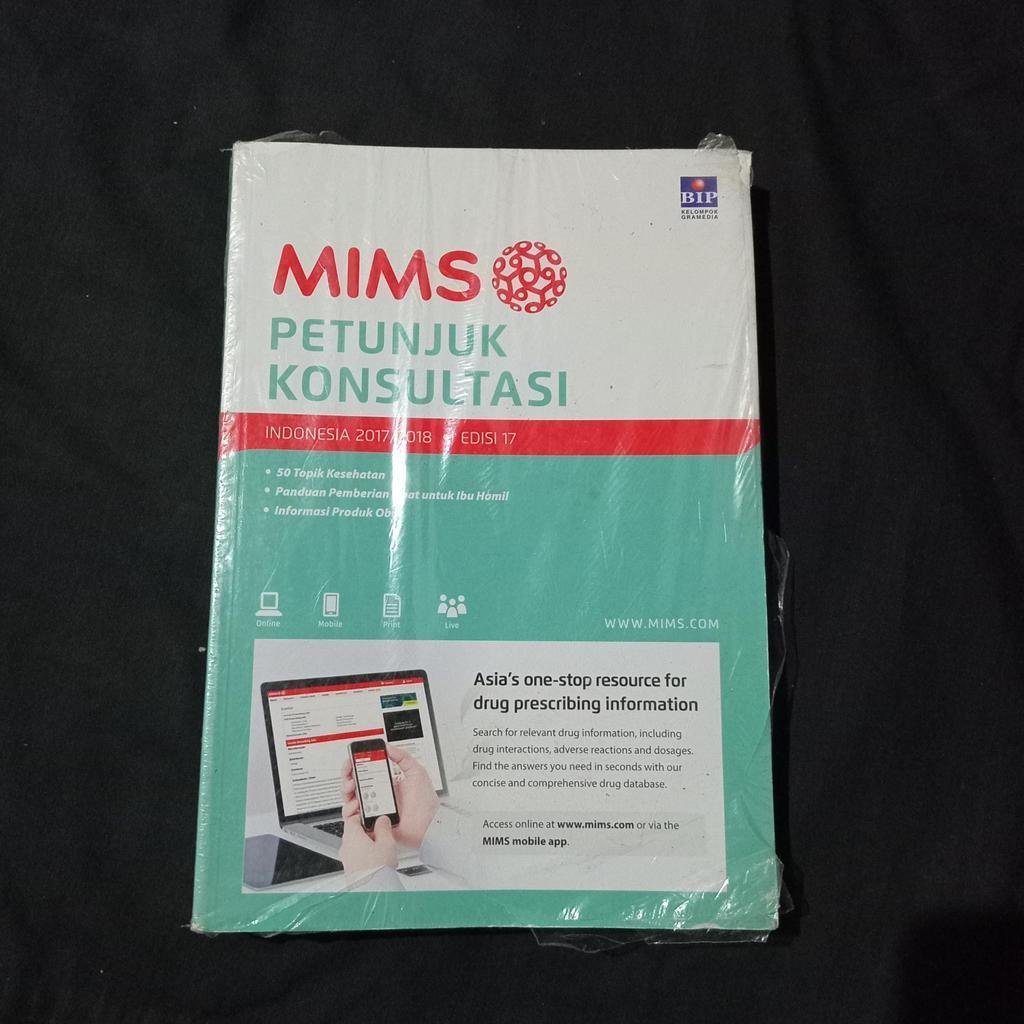 BIP
KELOMPOK
GRAMEDIA
MIMS
PETUNJUK
KONSULTASI
INDONESIA 2017/2018 EDISI 17
• 50 Topik Kesehatan
• Panduan Pemberian untuk Ibu Hamil
• Informasi Produk
Online Mobile Print Live
WWW.MIMS.COM
Asia's one-stop resource for
drug prescribing information
Search for relevant drug information, including
drug interactions, adverse reactions and dosages.
Find the answers you need in seconds with our
concise and comprehensive drug database.
Access online at www.mims.com or via the
MIMS mobile app.